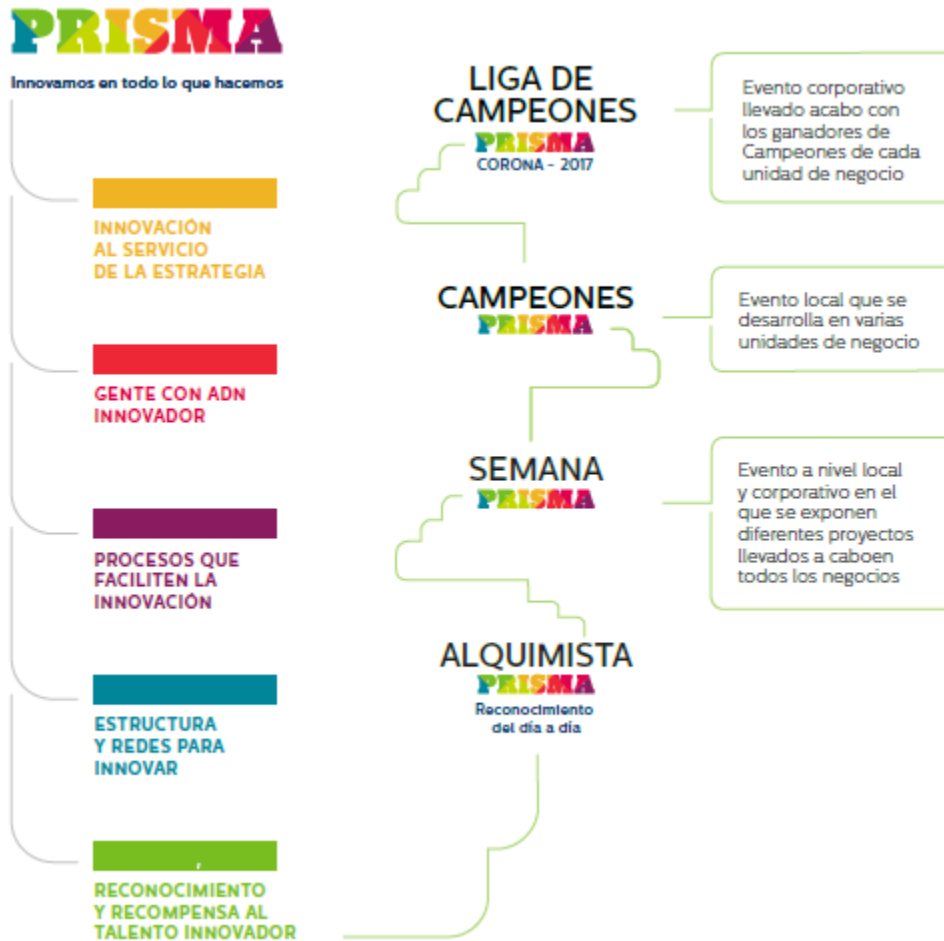 PRISMA
Innovamos en todo lo que hacemos
INNOVACIÓN
AL SERVICIO
DE LA ESTRATEGIA
GENTE CON ADN
INNOVADOR
PROCESOS QUE
FACILITEN LA
INNOVACIÓN
ESTRUCTURA
Y REDES PARA
INNOVAR
RECONOCIMIENTO
Y RECOMPENSA AL
TALENTO INNOVADOR
LIGA DE
CAMPEONES
PRISMA
CORONA - 2017
Evento corporativo
llevado acabo con
los ganadores de
Campeones de cada
unidad de negocio
CAMPEONES
PRISMA
Evento local que se
desarrolla en varias
unidades de negocio
SEMANA
PRISMA
Evento a nivel local
y corporativo en el
que se exponen
diferentes proyectos
llevados a caboen
todos los negocios
ALQUIMISTA
PRISMA
Reconocimiento
del día a día